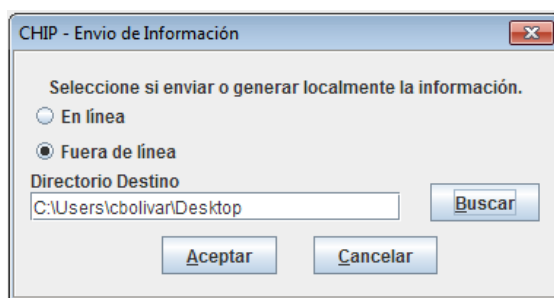 CHIP - Envio de Información
Seleccione si enviar o generar localmente la información.
En línea
Fuera de línea
Directorio Destino
C:\Users\cbolivar\Desktop
Buscar
Aceptar
Cancelar